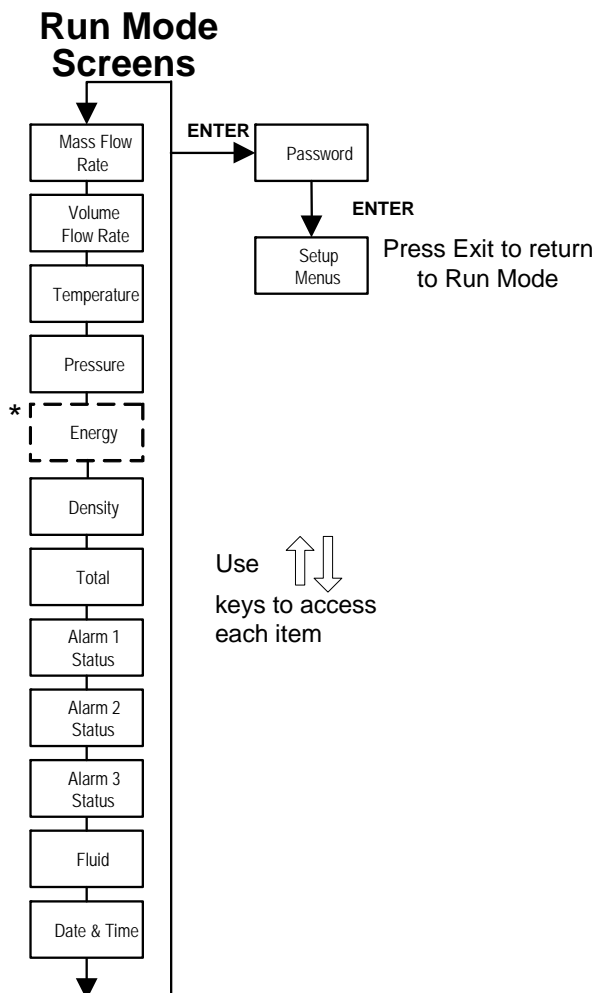 Run Mode
Screens
Mass Flow
Rate
ENTER
Password
Volume
Flow Rate
ENTER
Setup
Menus
Press Exit to return
to Run Mode
Temperature
Pressure
*
Energy
Density
Total
Use
keys to access
each item
Alarm 1
Status
Alarm 2
Status
Alarm 3
Status
Fluid
Date & Time